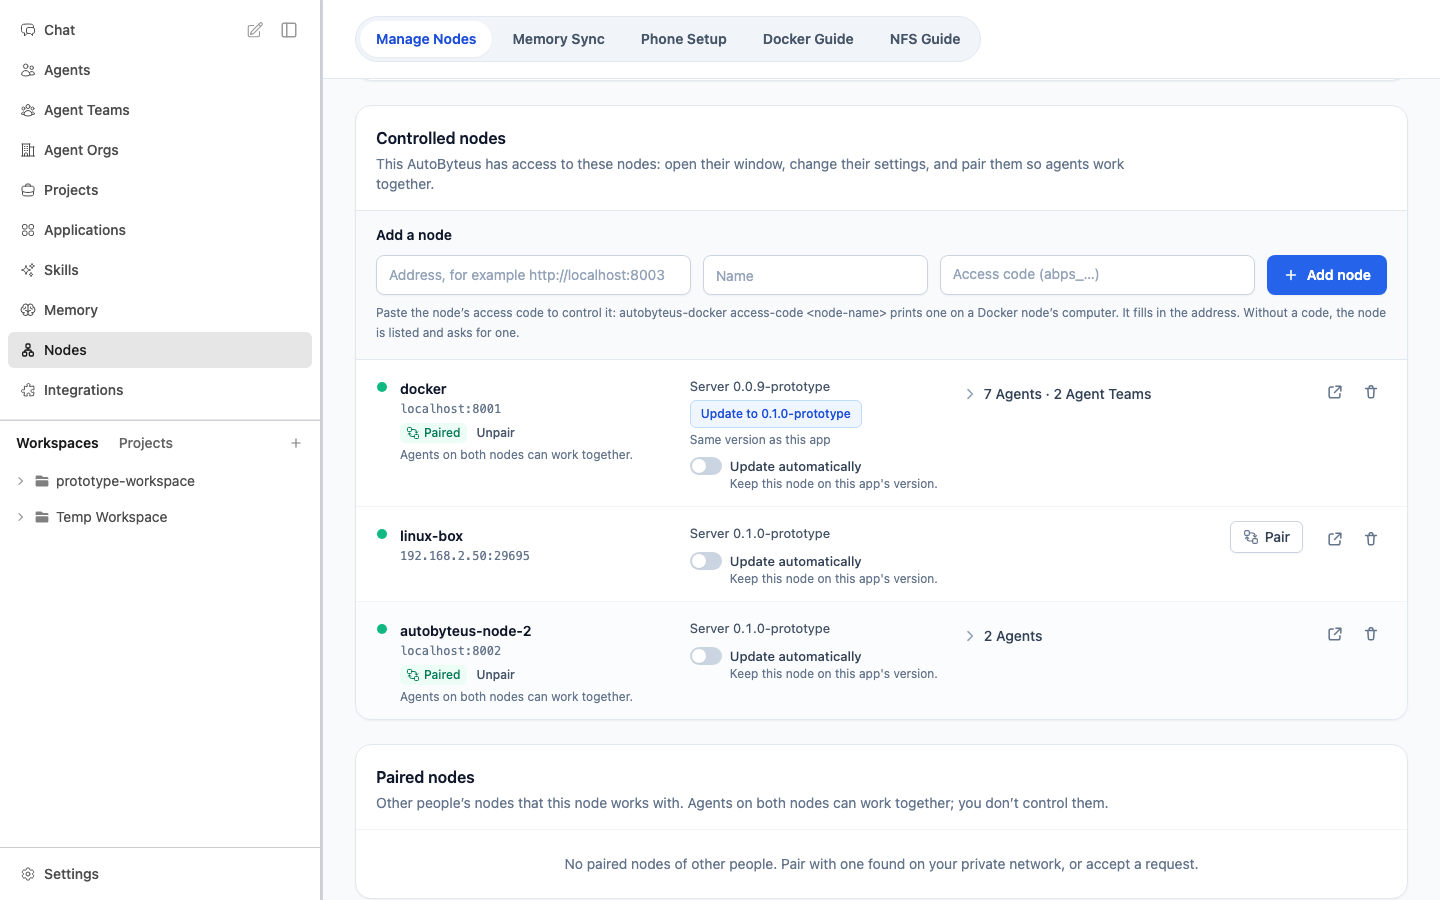 Chat
Agents
Agent Teams
Agent Orgs
Projects
Applications
Skills
Memory
Nodes
Integrations
Workspaces Projects
prototype-workspace
Temp Workspace
Settings
Manage Nodes Memory Sync Phone Setup Docker Guide NFS Guide
Controlled nodes
This AutoByteus has access to these nodes: open their window, change their settings, and pair them so agents work
together.
Add a node
Address, for example http://localhost:8003 Name Access code (abps_...) + Add node
Paste the node’s access code to control it: autobyteus-docker access-code <node-name> prints one on a Docker node’s computer. It fills in the address. Without a code, the node
is listed and asks for one.
docker
localhost:8001
Paired Unpair
Agents on both nodes can work together.
Server 0.0.9-prototype
Update to 0.1.0-prototype
Same version as this app
Update automatically
Keep this node on this app's version.
7 Agents · 2 Agent Teams
linux-box
192.168.2.50:29695
Server 0.1.0-prototype
Update automatically
Keep this node on this app's version.
Pair
autobyteus-node-2
localhost:8002
Paired Unpair
Agents on both nodes can work together.
Server 0.1.0-prototype
Update automatically
Keep this node on this app's version.
2 Agents
Paired nodes
Other people’s nodes that this node works with. Agents on both nodes can work together; you don’t control them.
No paired nodes of other people. Pair with one found on your private network, or accept a request.